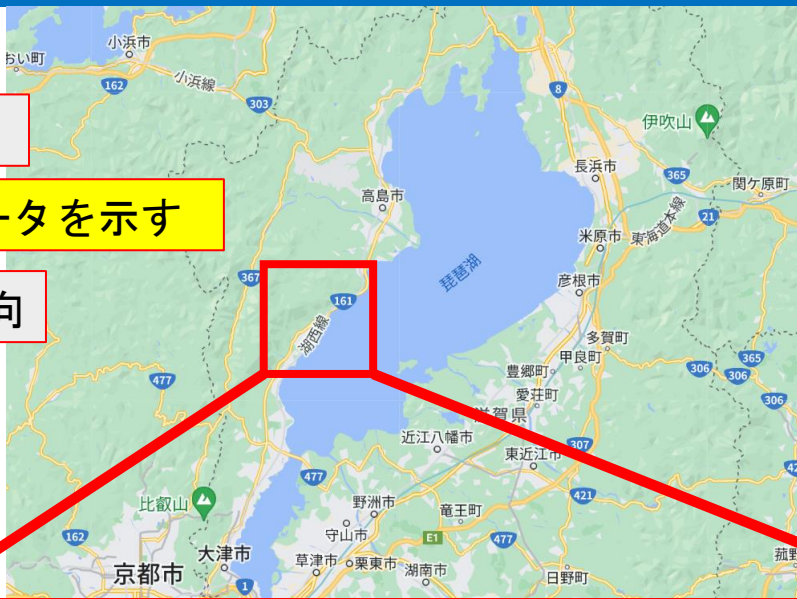 小浜市
おい町
小浜線
162
303
8
伊吹山
長浜市
365
関ケ原町
ータを示す
高島市
21
米原市
東海道本線
琵琶湖
367
向
161
彦根市
湖西線
多賀町
甲良町
365
477
豊郷町
306
306
愛荘町
306
滋賀県
近江八幡市
307
東近江市
477
421
比叡山
野洲市
竜王町
守山市
E1
477
162
大津市
京都市
草津市
栗東市
湖南市
日野町
1